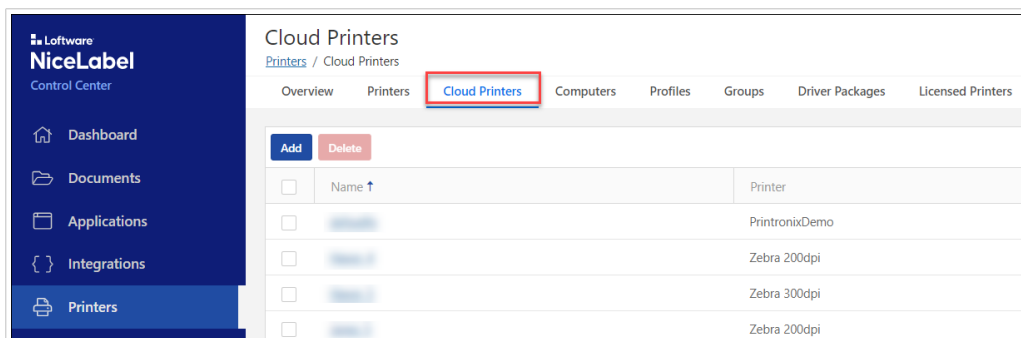 Loftware
NiceLabel
Control Center
Dashboard
Documents
Applications
Integrations
Printers
Cloud Printers
Printers / Cloud Printers
Overview Printers Cloud Printers Computers Profiles Groups Driver Packages Licensed Printers
Add Delete
Name Printer
PrintronixDemo
Zebra 200dpi
Zebra 300dpi
Zebra 200dpi